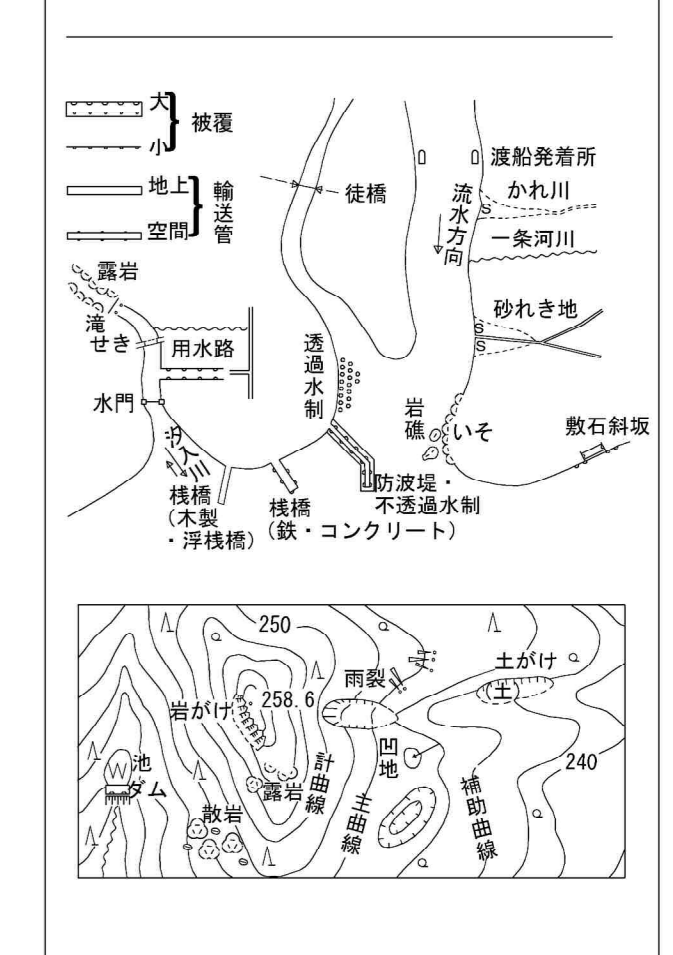 大
小
被覆
地上
空間
輸送管
徒橋
渡船発着所
かれ川
流水方向
一条河川
露岩
滝
せき
用水路
砂れき地
透過水制
水門
岩礁
いそ
敷石斜坂
汐入川
桟橋
(木製
・浮桟橋)
桟橋
(鉄・コンクリート)
防波堤・
不透過水制
250
雨裂
土がけ
土
岩がけ
258.6
凹地
池
ダム
計曲線
主曲線
補助曲線
240
露岩
散岩